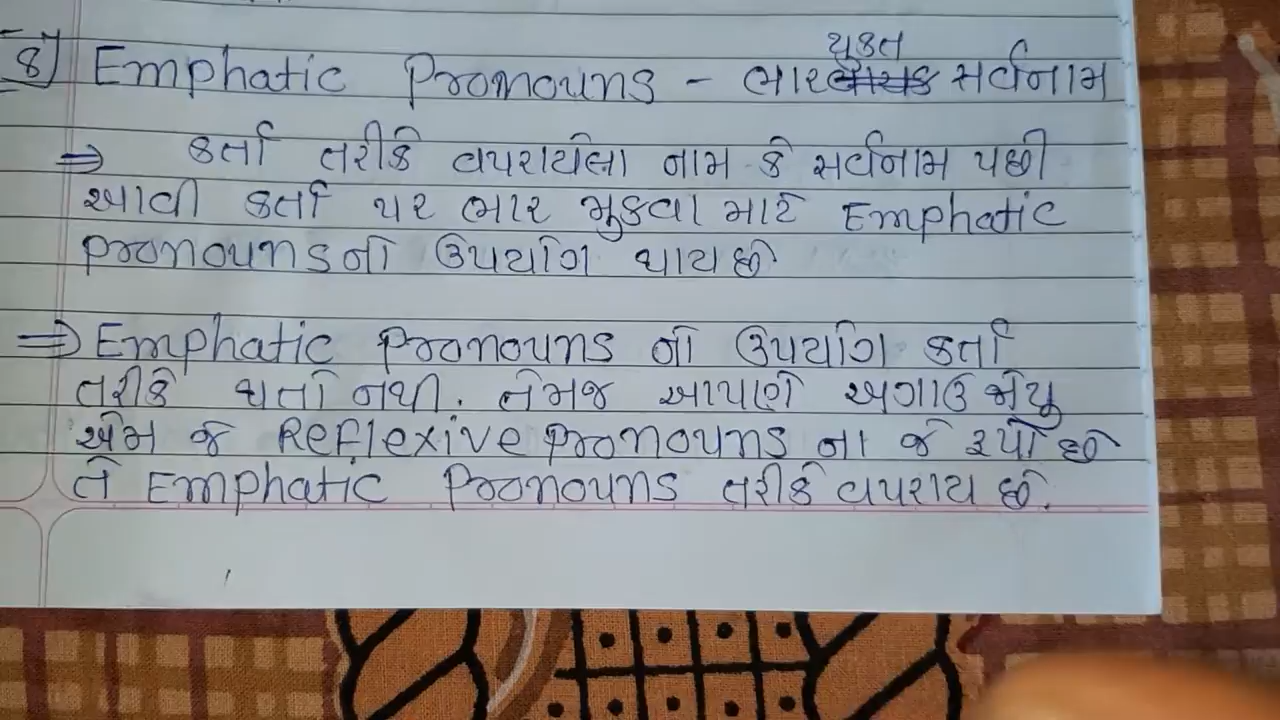 8) Emphatic Pronouns - ભારયુક્ત સર્વનામ
⇒ કર્તા તરીકે વપરાયેલા નામ કે સર્વનામ પછી
આવી કર્તા પર ભાર મુકવા માટે Emphatic
Pronounsનો ઉપયોગ થાય છે
⇒ Emphatic Pronouns નો ઉપયોગ કર્તા
તરીકે થતો નથી. તેમજ આપણે અગાઉ જોયુ
એમ જે Reflexive Pronouns ના જે રૂપો છે
તે Emphatic Pronouns તરીકે વપરાય છે.